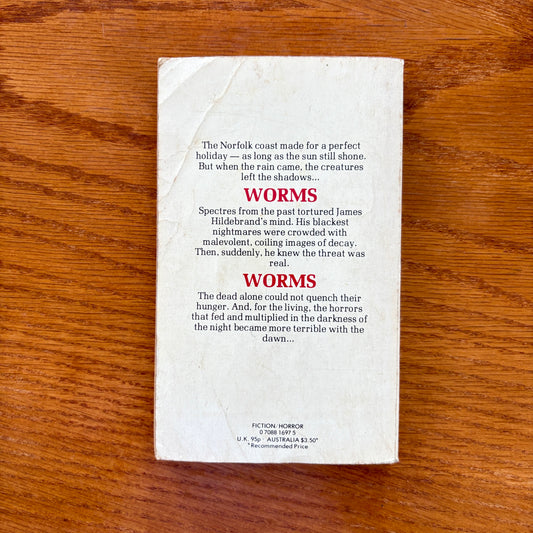 The Norfolk coast made for a perfect
holiday — as long as the sun still shone.
But when the rain came, the creatures
left the shadows...
WORMS
Spectres from the past tortured James
Hildebrand's mind. His blackest
nightmares were crowded with
malevolent, coiling images of decay.
Then, suddenly, he knew the threat was
real.
WORMS
The dead alone could not quench their
hunger. And, for the living, the horrors
that fed and multiplied in the darkness of
the night became more terrible with the
dawn...
FICTION/HORROR
0 7088 1697 5
U.K. 95p · AUSTRALIA $3.50*
*Recommended Price